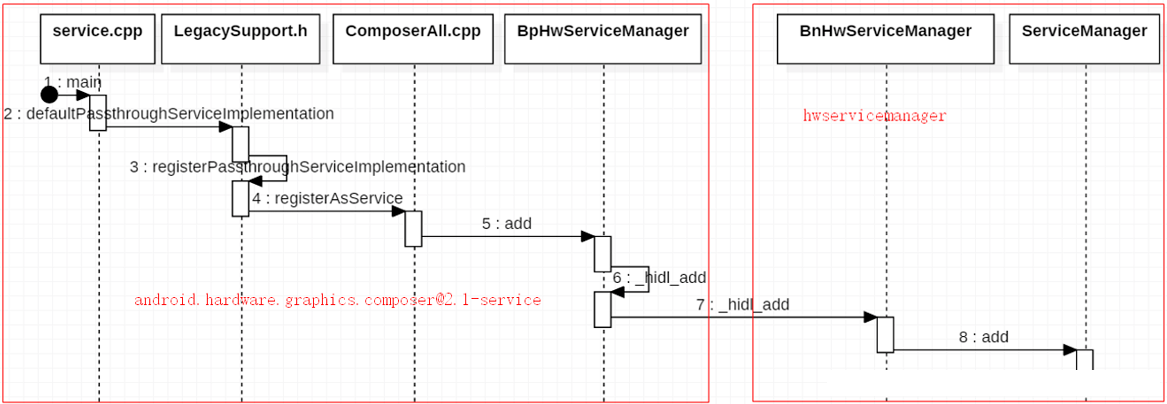 service.cpp
LegacySupport.h
ComposerAll.cpp
BpHwServiceManager
BnHwServiceManager
ServiceManager
1 : main
2 : defaultPassthroughServiceImplementation
hwservicemanager
3 : registerPassthroughServiceImplementation
4 : registerAsService
5 : add
6 : _hidl_add
android.hardware.graphics.composer@2.1-service
7 : _hidl_add
8 : add